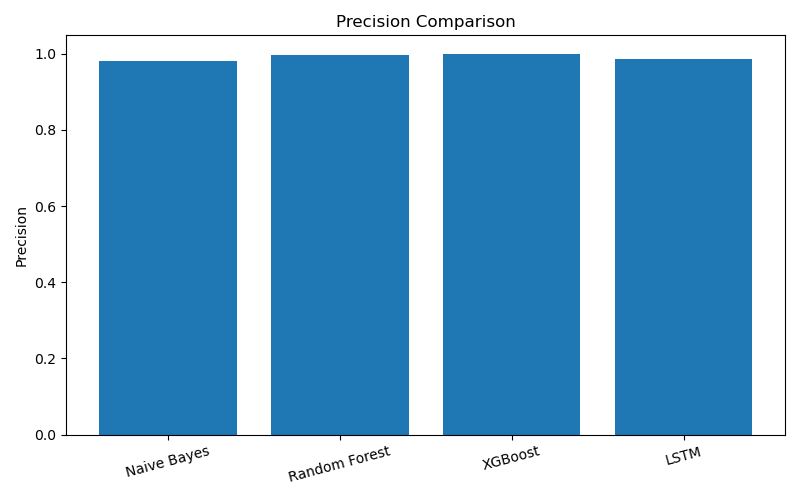 Precision Comparison
1.0
0.8
0.6
0.4
0.2
0.0
Precision
Naive Bayes
Random Forest
XGBoost
LSTM